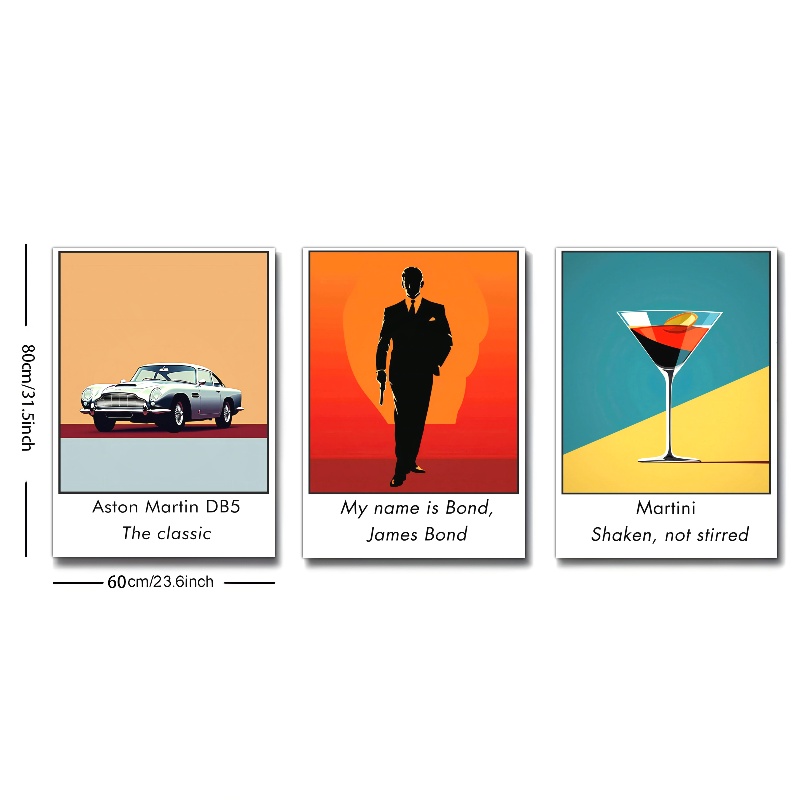 80cm/31.5inch
Aston Martin DB5
The classic
My name is Bond,
James Bond
Martini
Shaken, not stirred
60cm/23.6inch